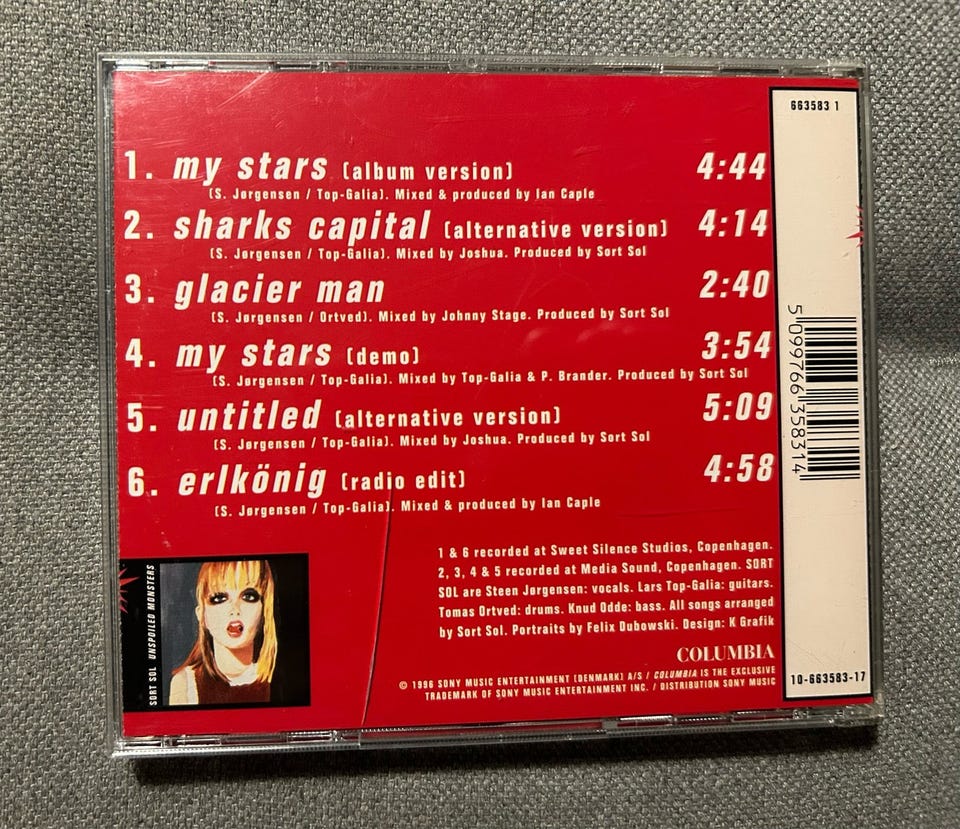 1. my stars (album version) 4:44
(S. Jørgensen / Top-Galia). Mixed & produced by Ian Caple
2. sharks capital (alternative version) 4:14
(S. Jørgensen / Top-Galia). Mixed by Joshua. Produced by Sort Sol
3. glacier man 2:40
(S. Jørgensen / Ortved). Mixed by Johnny Stage. Produced by Sort Sol
4. my stars (demo) 3:54
(S. Jørgensen / Top-Galia). Mixed by Top-Galia & P. Brander. Produced by Sort Sol
5. untitled (alternative version) 5:09
(S. Jørgensen / Top-Galia). Mixed by Joshua. Produced by Sort Sol
6. erlkönig (radio edit) 4:58
(S. Jørgensen / Top-Galia). Mixed & produced by Ian Caple
1 & 6 recorded at Sweet Silence Studios, Copenhagen.
2, 3, 4 & 5 recorded at Media Sound, Copenhagen. SORT
SOL are Steen Jørgensen: vocals. Lars Top-Galia: guitars.
Tomas Ortved: drums. Knud Odde: bass. All songs arranged
by Sort Sol. Portraits by Felix Dubowski. Design: K Grafik
COLUMBIA
© 1996 SONY MUSIC ENTERTAINMENT (DENMARK) A/S / COLUMBIA IS THE EXCLUSIVE
TRADEMARK OF SONY MUSIC ENTERTAINMENT INC. / DISTRIBUTION SONY MUSIC
SORT SOL UNSPOILED MONSTERS
663583 1
5 099766 358314
10-663583-17